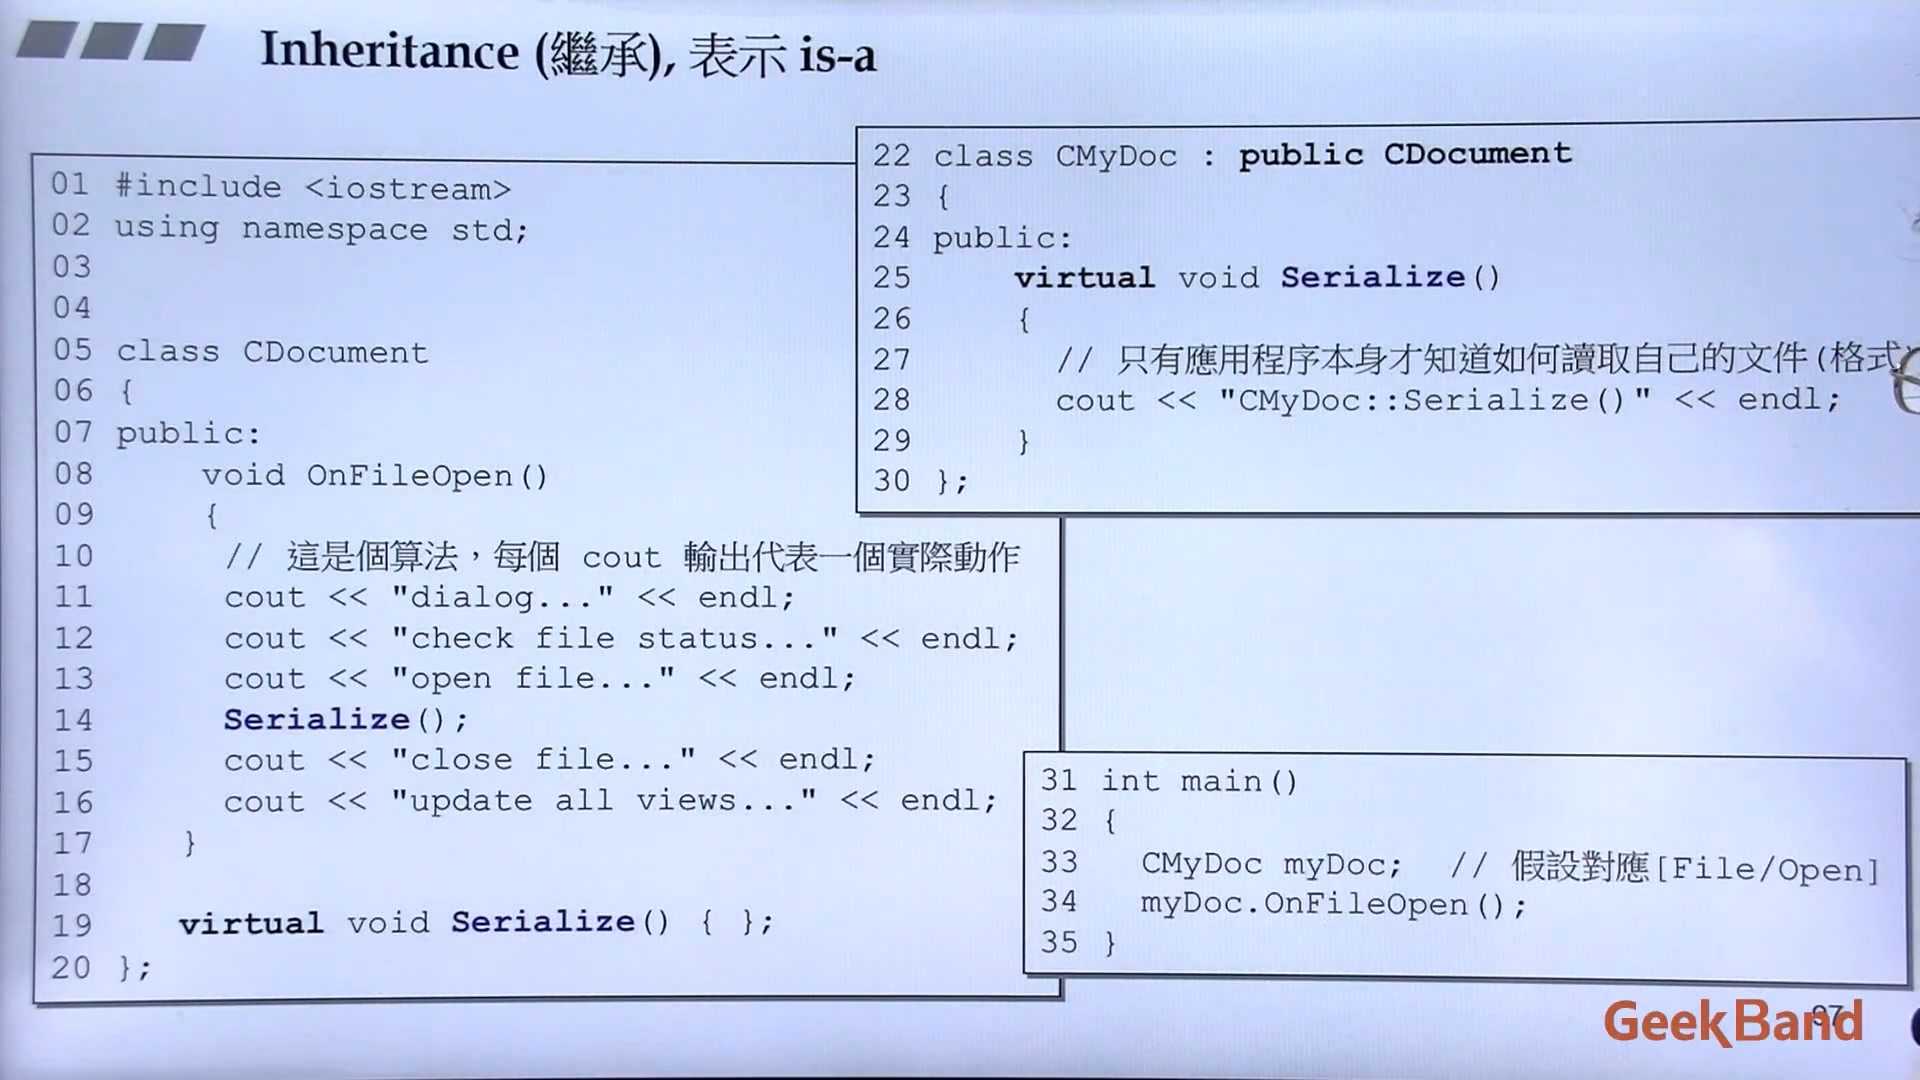 Inheritance (繼承), 表示 is-a
01 #include <iostream>
02 using namespace std;
03
04
05 class CDocument
06 {
07 public:
08 void OnFileOpen()
09 {
10 // 這是個算法，每個 cout 輸出代表一個實際動作
11 cout << "dialog..." << endl;
12 cout << "check file status..." << endl;
13 cout << "open file..." << endl;
14 Serialize();
15 cout << "close file..." << endl;
16 cout << "update all views..." << endl;
17 }
18
19 virtual void Serialize() { };
20 };
22 class CMyDoc : public CDocument
23 {
24 public:
25 virtual void Serialize()
26 {
27 // 只有應用程序本身才知道如何讀取自己的文件(格式)
28 cout << "CMyDoc::Serialize()" << endl;
29 }
30 };
31 int main()
32 {
33 CMyDoc myDoc; // 假設對應[File/Open]
34 myDoc.OnFileOpen();
35 }
GeekBand